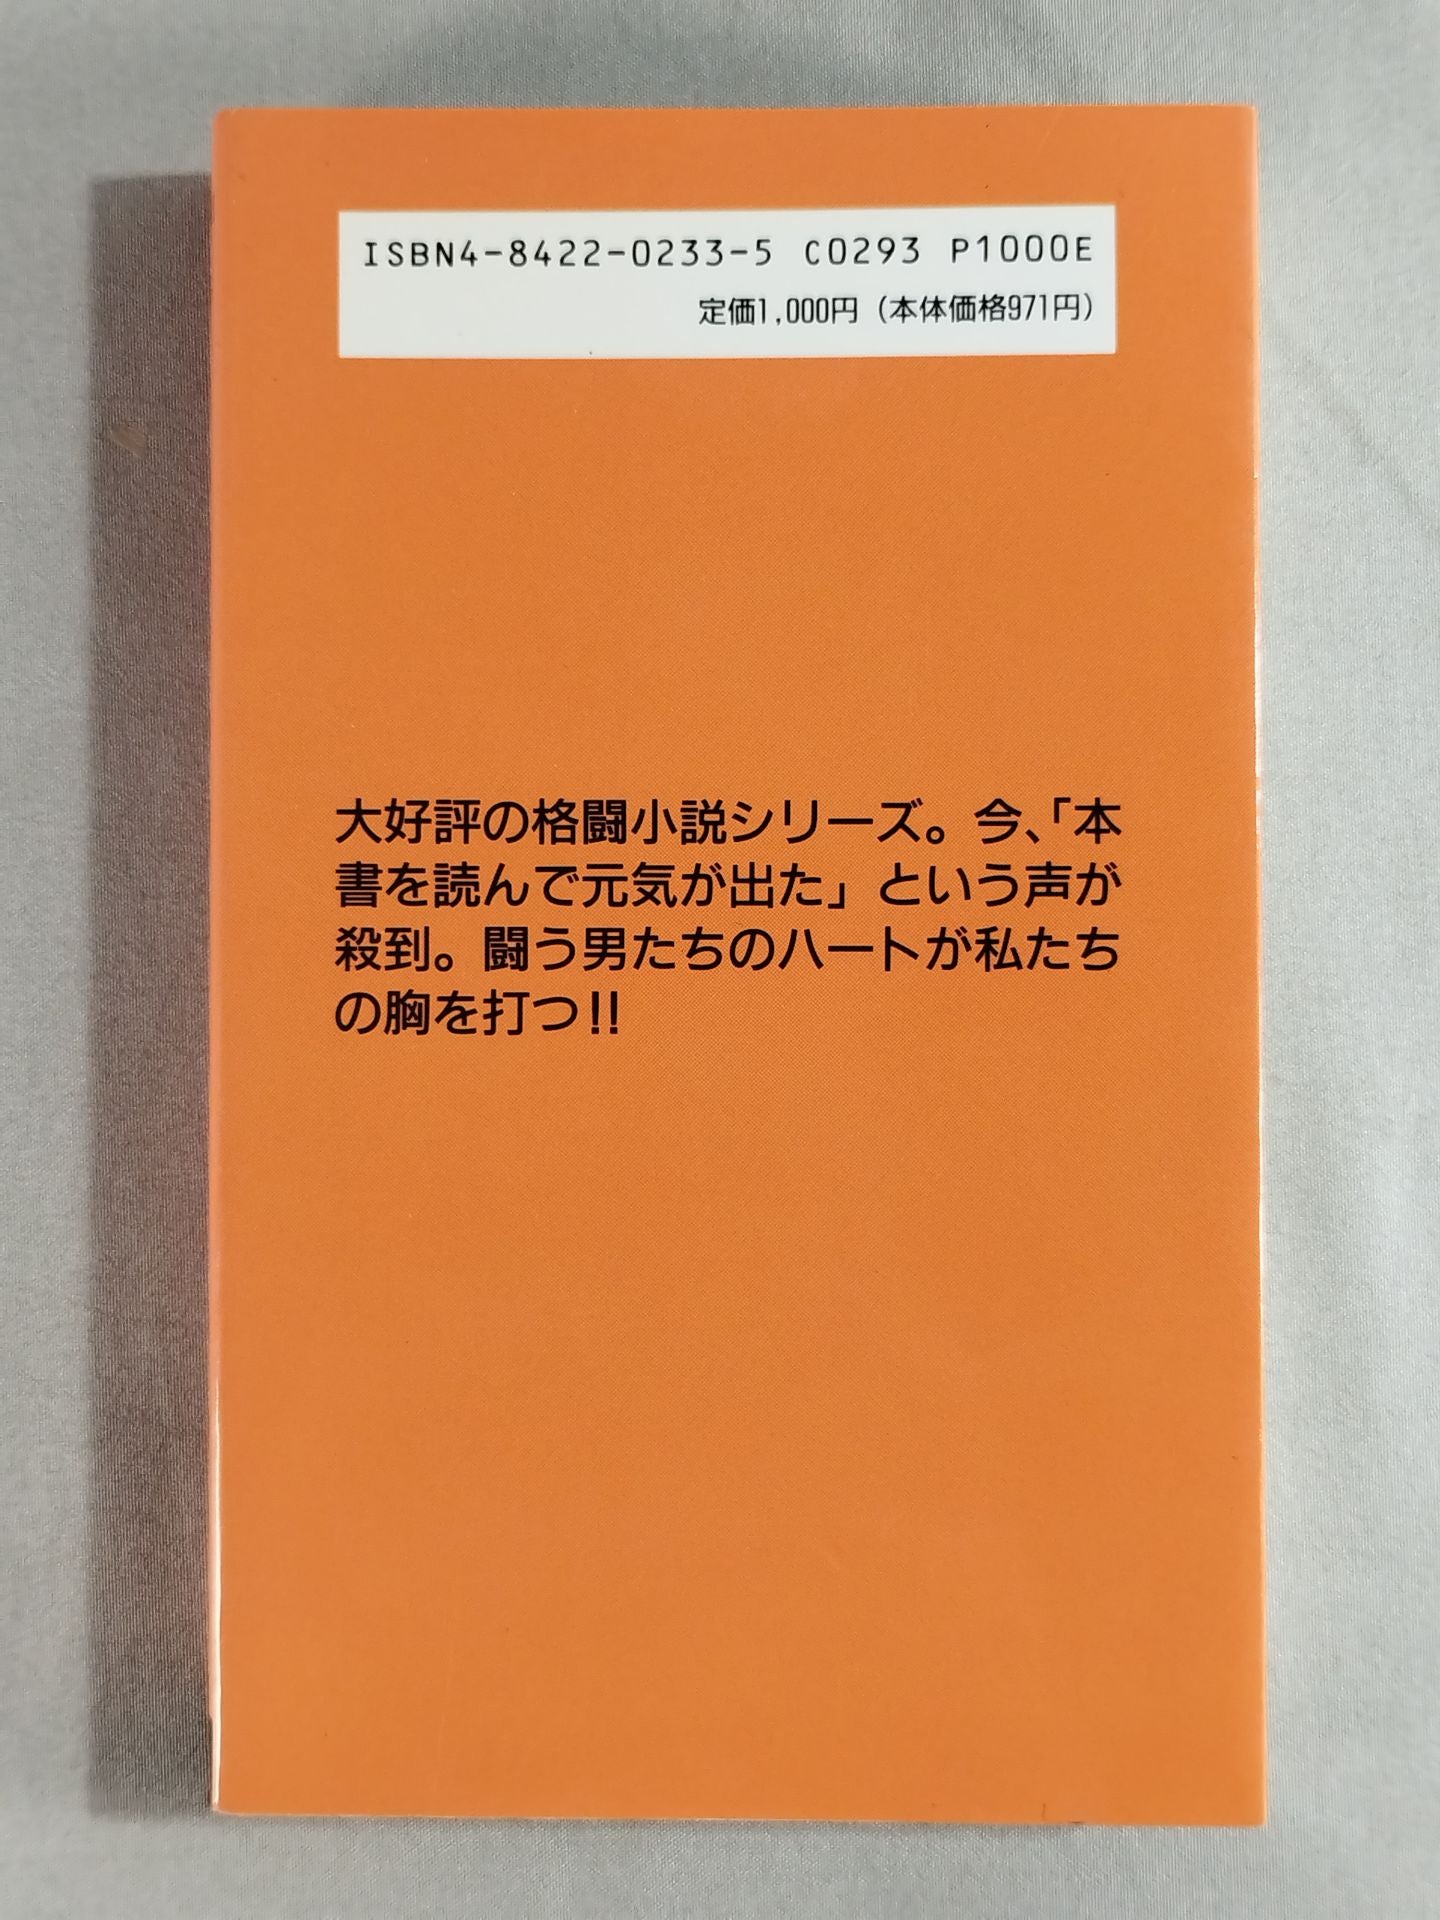 ISBN4-8422-0233-5 C0293 P1000E
定価1,000円（本体価格971円）
大好評の格闘小説シリーズ。今、「本
書を読んで元気が出た」という声が
殺到。闘う男たちのハートが私たち
の胸を打つ!!